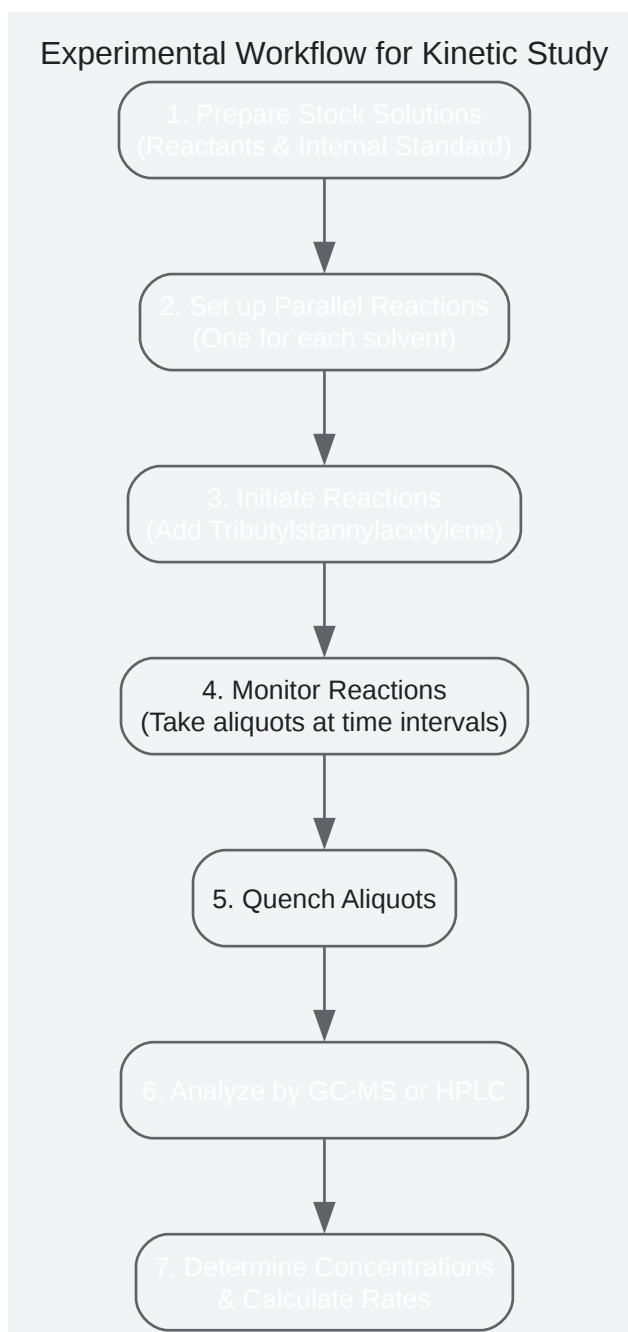 Experimental Workflow for Kinetic Study
1. Prepare Stock Solutions
(Reactants & Internal Standard)
2. Set up Parallel Reactions
(One for each solvent)
3. Initiate Reactions
(Add Tributylstannylacetylene)
4. Monitor Reactions
(Take aliquots at time intervals)
5. Quench Aliquots
6. Analyze by GC-MS or HPLC
7. Determine Concentrations
& Calculate Rates